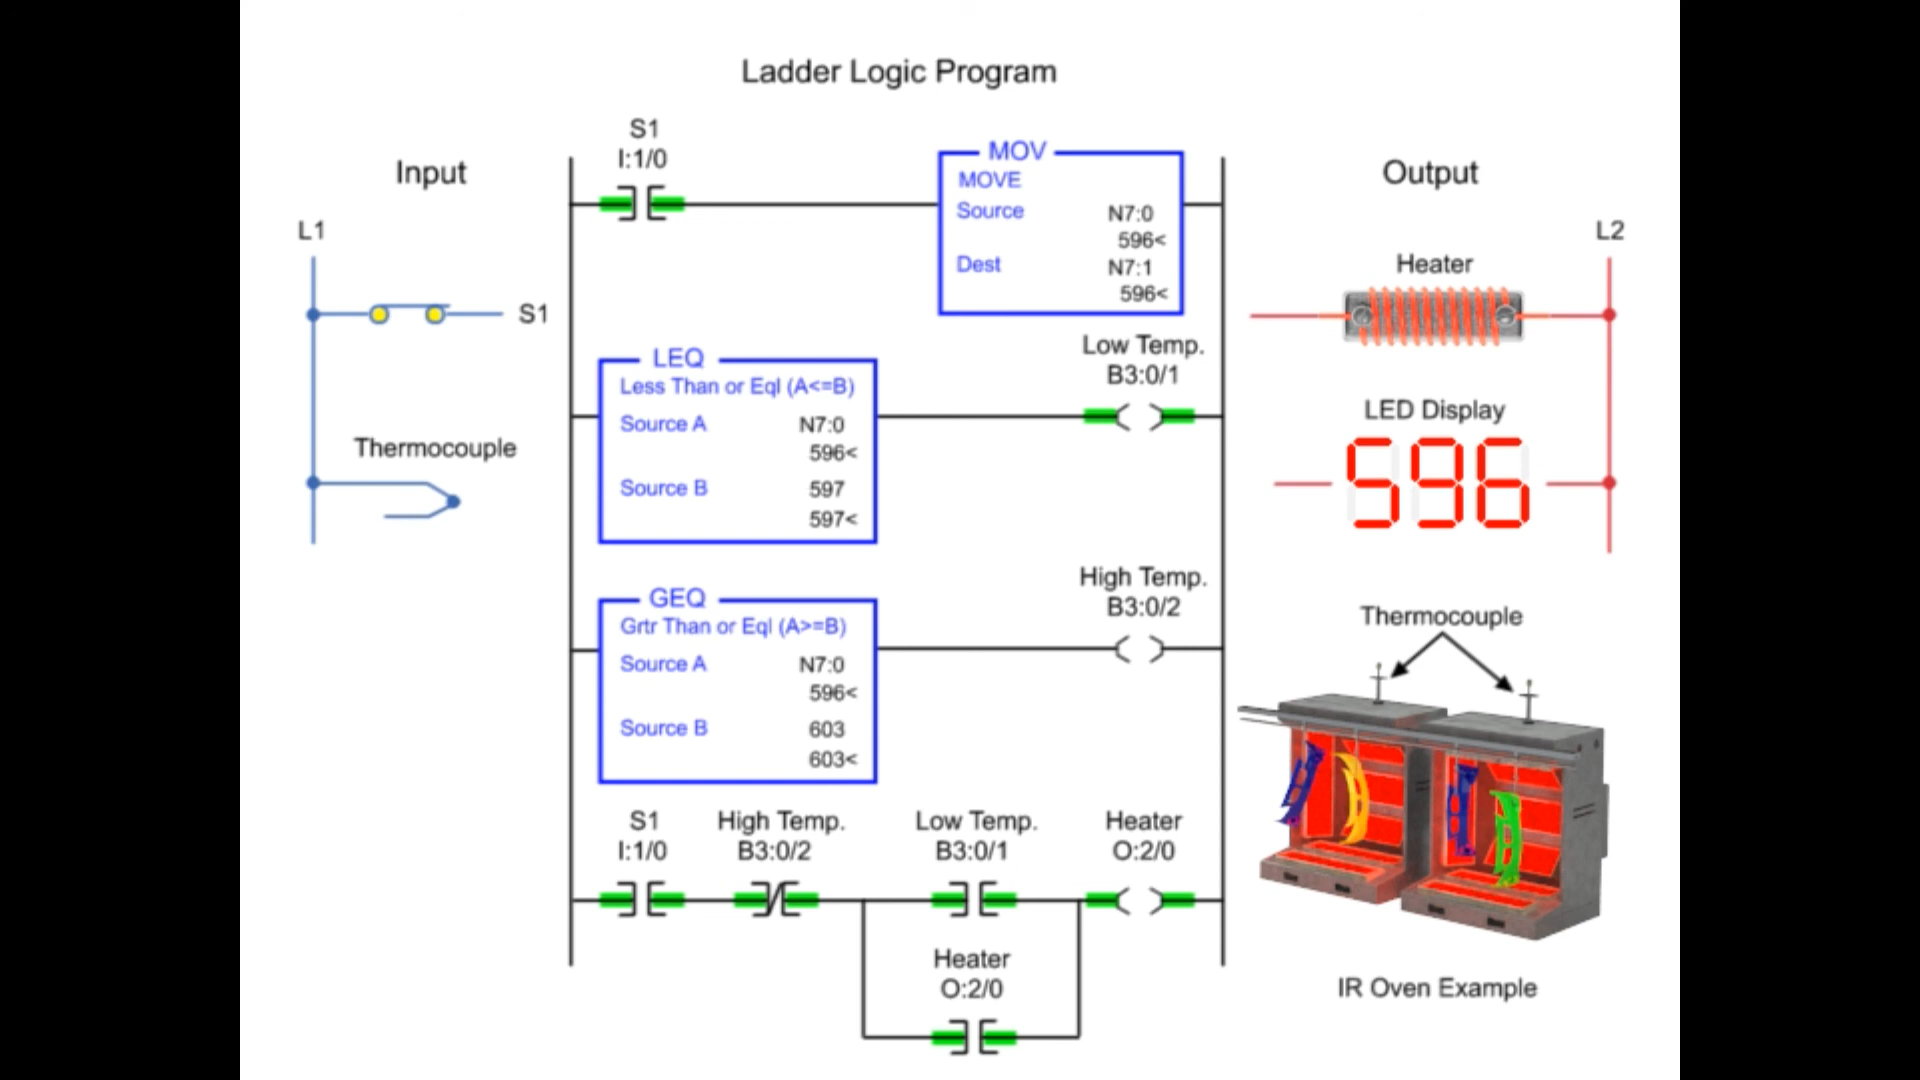 Ladder Logic Program
Input
L1
S1
Thermocouple
S1
I:1/0
MOV
MOVE
Source N7:0
596<
Dest N7:1
596<
LEQ
Less Than or Eql (A<=B)
Source A N7:0
596<
Source B 597
597<
Low Temp.
B3:0/1
GEQ
Grtr Than or Eql (A>=B)
Source A N7:0
596<
Source B 603
603<
High Temp.
B3:0/2
S1 High Temp. Low Temp. Heater
I:1/0 B3:0/2 B3:0/1 O:2/0
Heater
O:2/0
Output
L2
Heater
LED Display
596
Thermocouple
IR Oven Example